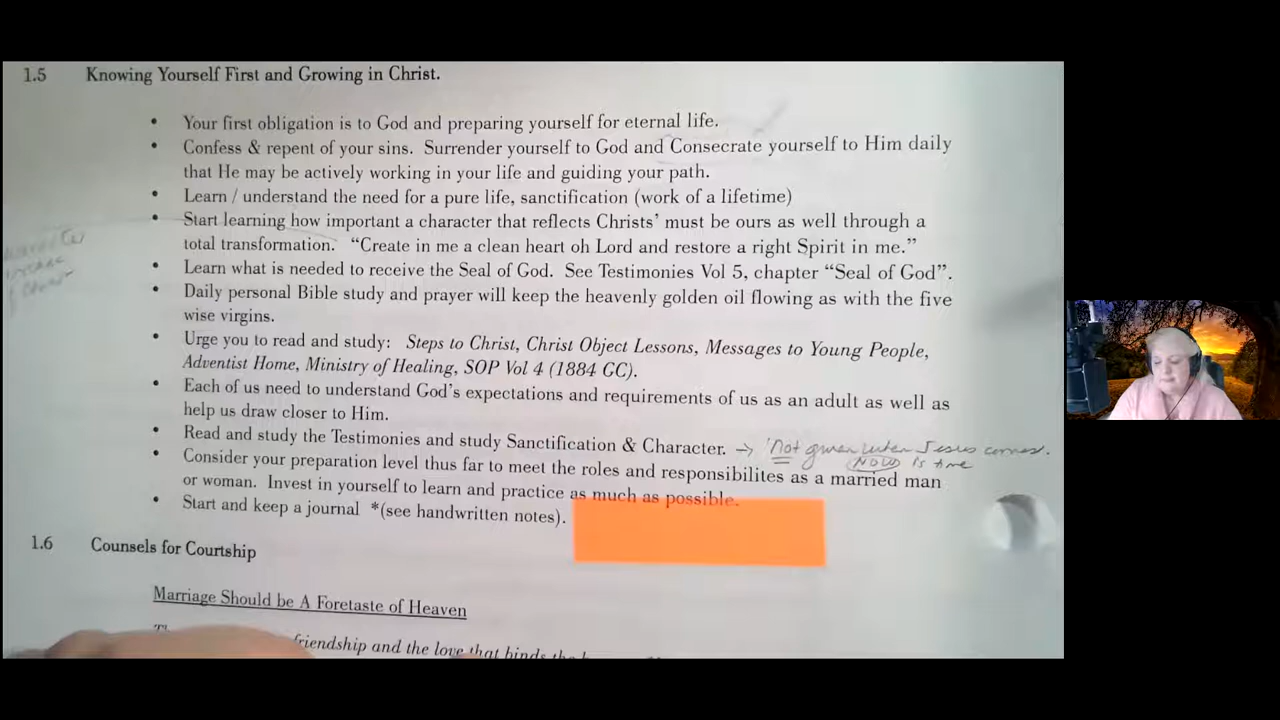 1.5 Knowing Yourself First and Growing in Christ.
• Your first obligation is to God and preparing yourself for eternal life.
• Confess & repent of your sins. Surrender yourself to God and Consecrate yourself to Him daily
that He may be actively working in your life and guiding your path.
• Learn / understand the need for a pure life, sanctification (work of a lifetime)
• Start learning how important a character that reflects Christs' must be ours as well through a
total transformation. “Create in me a clean heart oh Lord and restore a right Spirit in me.”
• Learn what is needed to receive the Seal of God. See Testimonies Vol 5, chapter “Seal of God”.
• Daily personal Bible study and prayer will keep the heavenly golden oil flowing as with the five
wise virgins.
• Urge you to read and study: Steps to Christ, Christ Object Lessons, Messages to Young People,
Adventist Home, Ministry of Healing, SOP Vol 4 (1884 GC).
• Each of us need to understand God's expectations and requirements of us as an adult as well as
help us draw closer to Him.
• Read and study the Testimonies and study Sanctification & Character. → Not given when Jesus comes.
NOW is time
• Consider your preparation level thus far to meet the roles and responsibilites as a married man
or woman. Invest in yourself to learn and practice as much as possible.
• Start and keep a journal *(see handwritten notes).
1.6 Counsels for Courtship
Marriage Should be A Foretaste of Heaven
friendship and the love that binds the